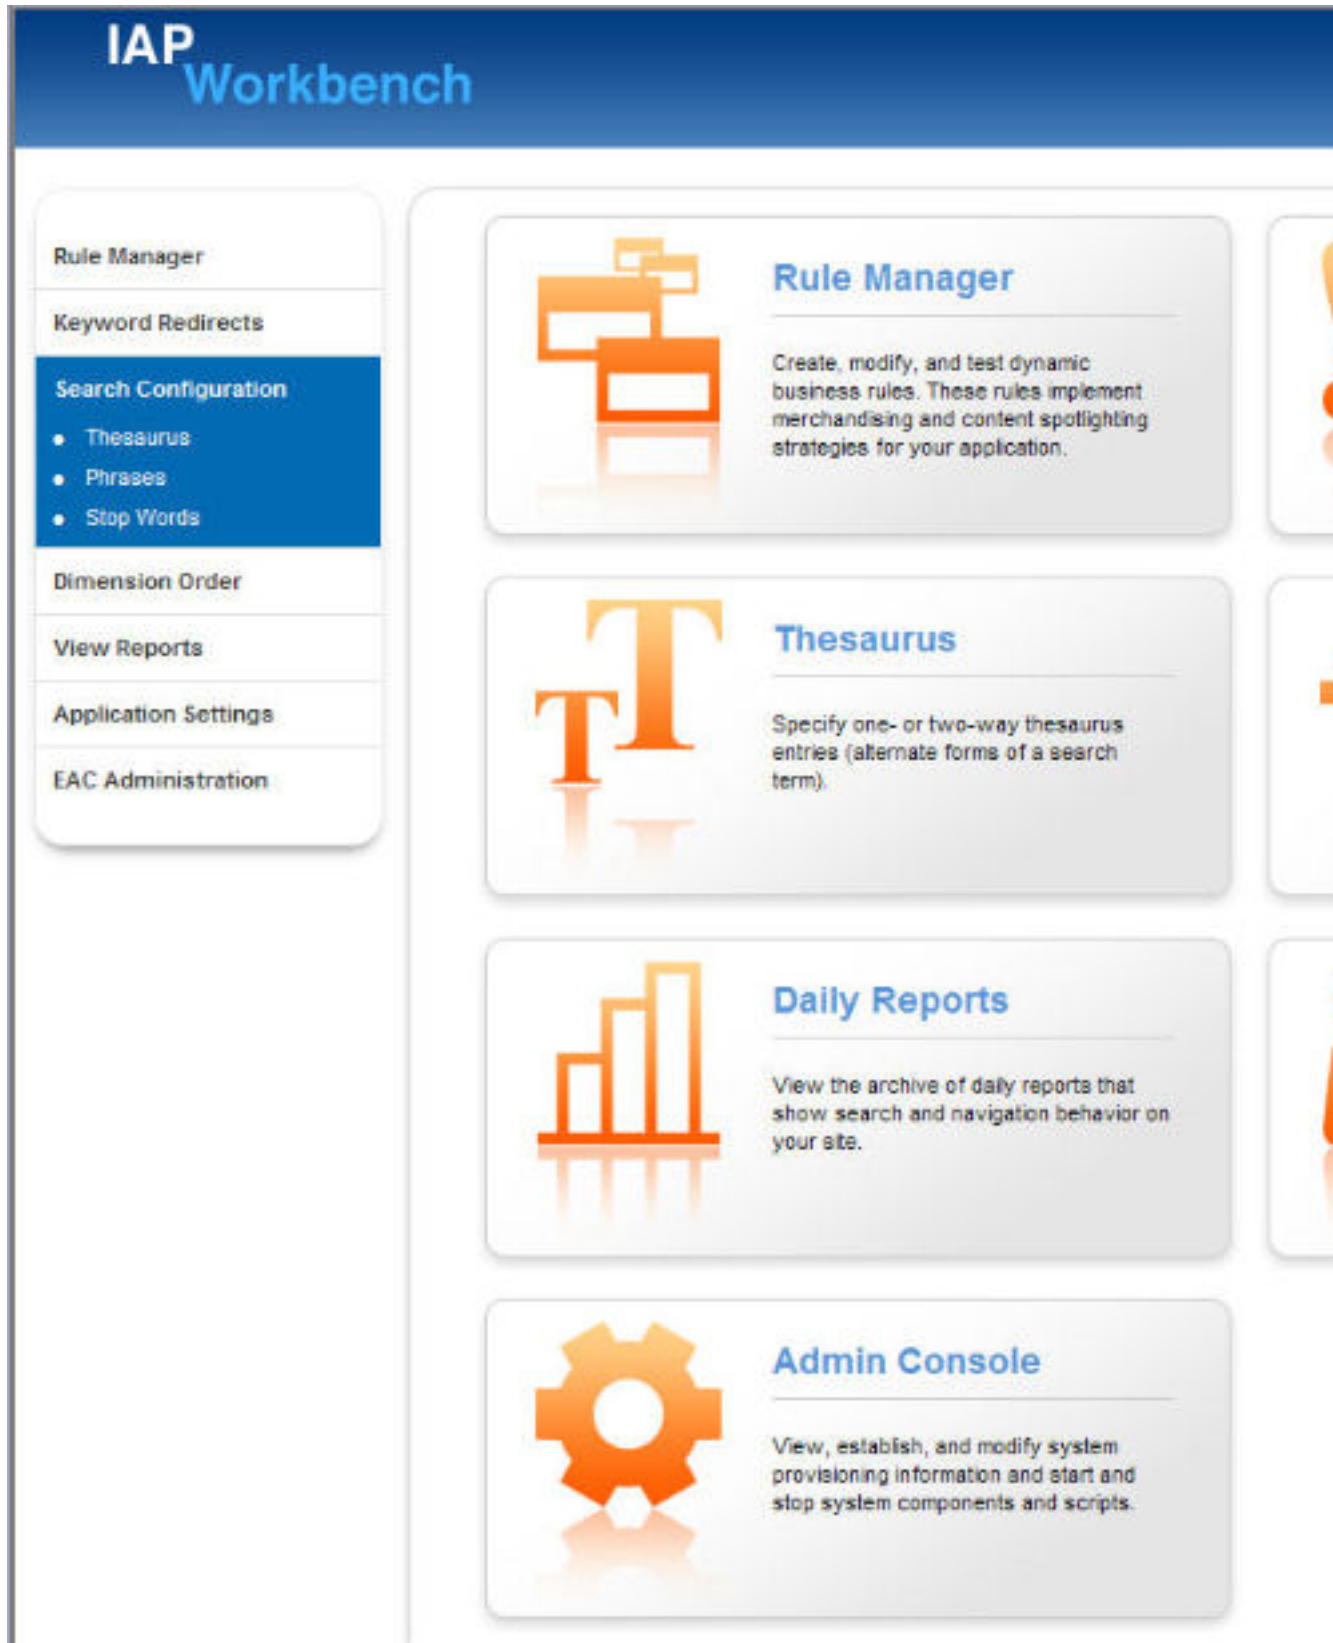 IAP
Workbench
Rule Manager
Keyword Redirects
Search Configuration
Thesaurus
Phrases
Stop Words
Dimension Order
View Reports
Application Settings
EAC Administration
Rule Manager
Create, modify, and test dynamic
business rules. These rules implement
merchandising and content spotlighting
strategies for your application.
Thesaurus
Specify one- or two-way thesaurus
entries (alternate forms of a search
term).
Daily Reports
View the archive of daily reports that
show search and navigation behavior on
your site.
Admin Console
View, establish, and modify system
provisioning information and start and
stop system components and scripts.